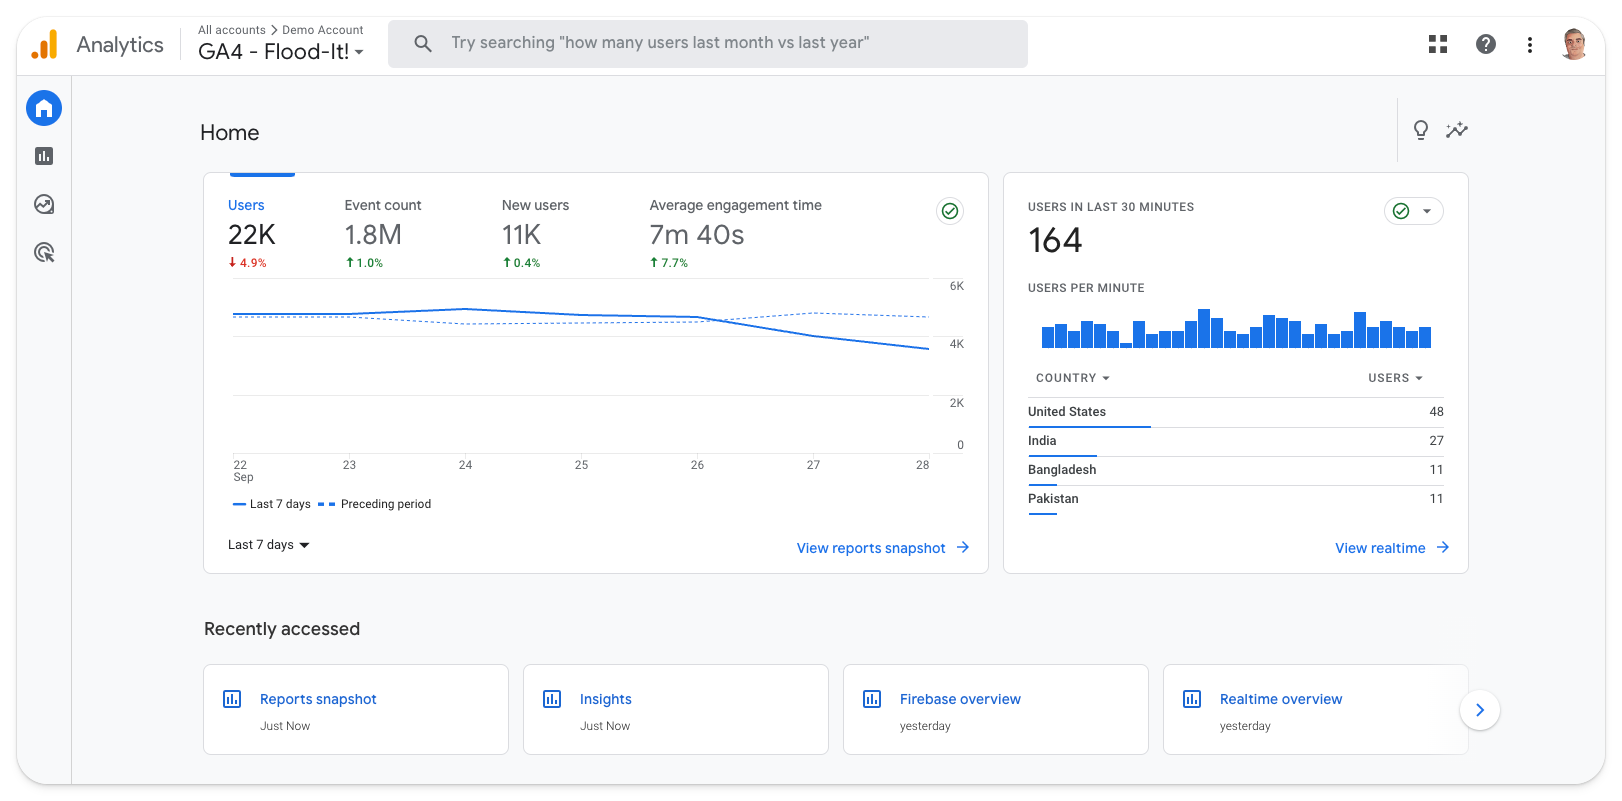 Analytics
All accounts > Demo Account
GA4 - Flood-It!
Try searching "how many users last month vs last year"
Home
Users
22K
4.9%
Event count
1.8M
1.0%
New users
11K
0.4%
Average engagement time
7m 40s
7.7%
6K
4K
2K
0
22
Sep
23
24
25
26
27
28
Last 7 days
Preceding period
Last 7 days
View reports snapshot
USERS IN LAST 30 MINUTES
164
USERS PER MINUTE
COUNTRY
USERS
United States 48
India 27
Bangladesh 11
Pakistan 11
View realtime
Recently accessed
Reports snapshot
Just Now
Insights
Just Now
Firebase overview
yesterday
Realtime overview
yesterday